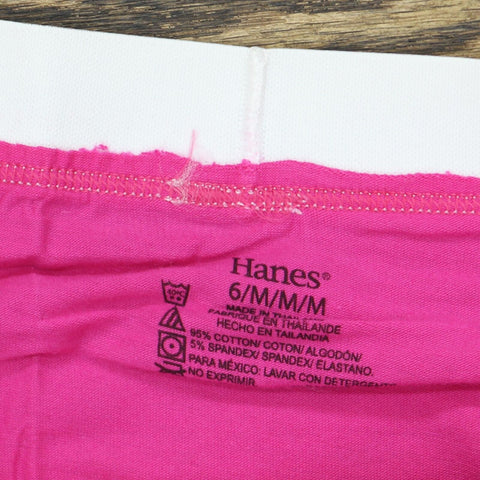 Hanes®
6/M/M/M
MADE IN THAILAND
FABRIQUÉ EN THAÏLANDE
HECHO EN TAILANDIA
95% COTTON/ COTON/ ALGODÓN/
5% SPANDEX/ SPANDEX/ ELASTANO.
PARA MÉXICO: LAVAR CON DETERGENTE
NO EXPRIMIR.